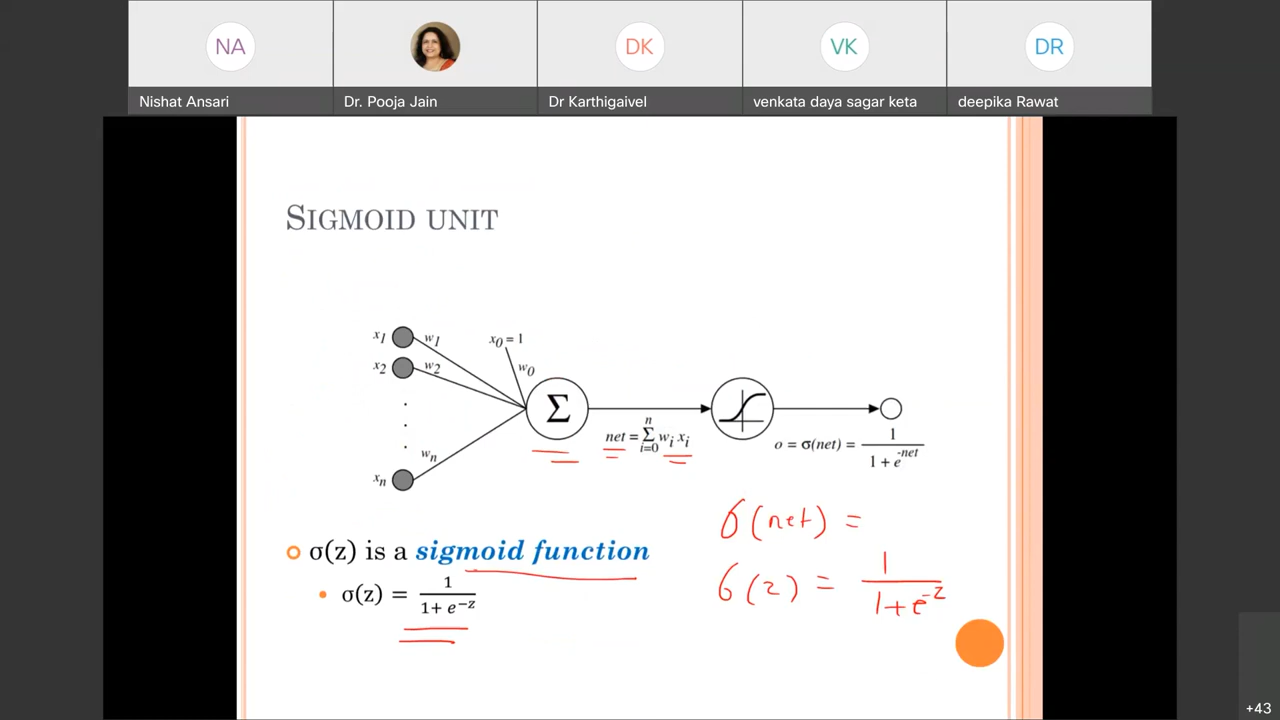 NA
DK
VK
DR
Nishat Ansari
Dr. Pooja Jain
Dr Karthigaivel
venkata daya sagar keta
deepika Rawat
SIGMOID UNIT
x1 w1
x0 = 1
x2 w2
w0
Σ
net = Σ i=0 n wi xi
o = σ(net) = 1 / 1 + e^-net
wn
xn
σ(net) =
σ(z) is a sigmoid function
σ(z) = 1 / 1 + e^−z
σ(z) = 1 / 1+e^-z
+43